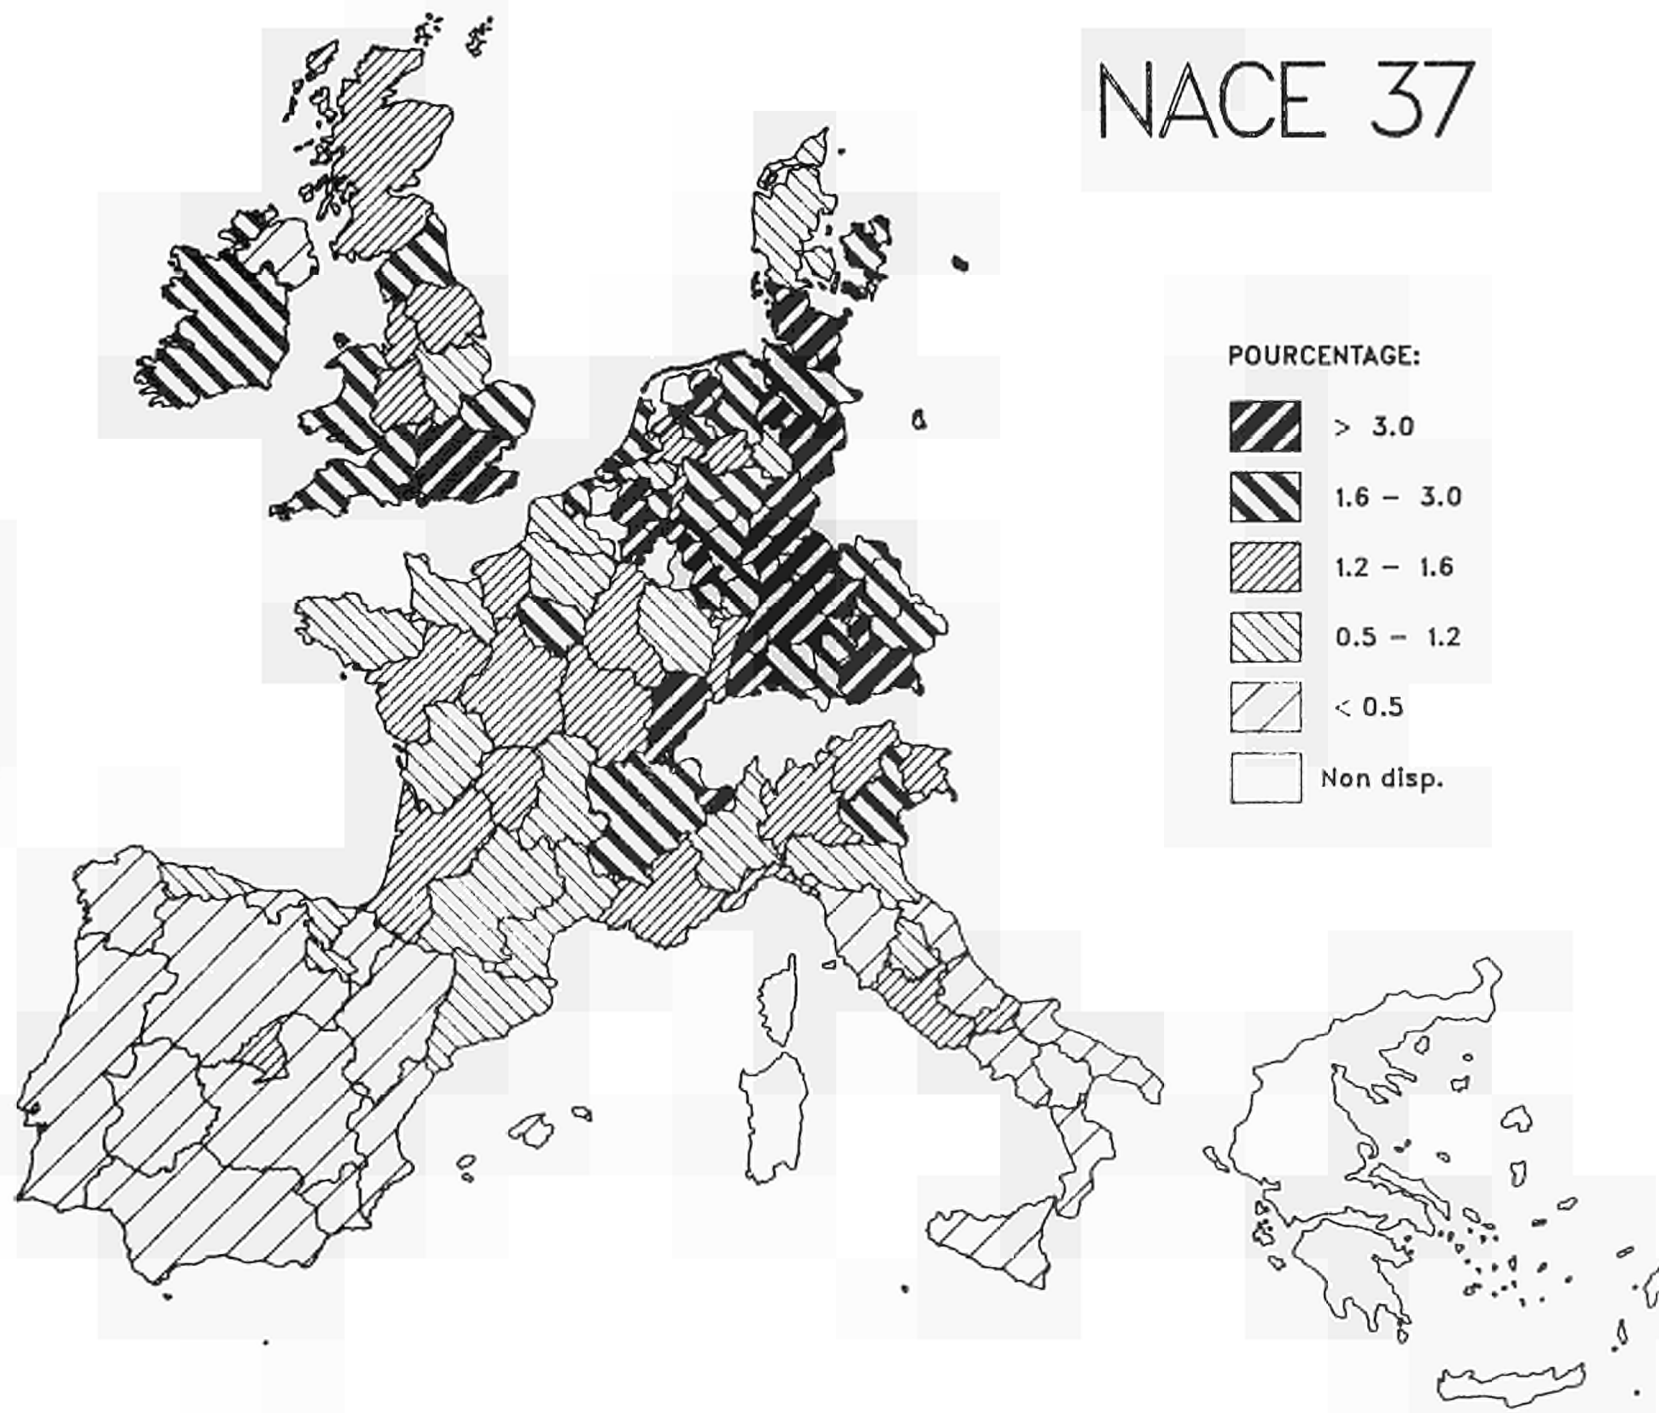 NACE 37
POURCENTAGE:
> 3.0
1.6 – 3.0
1.2 – 1.6
0.5 – 1.2
< 0.5
Non disp.